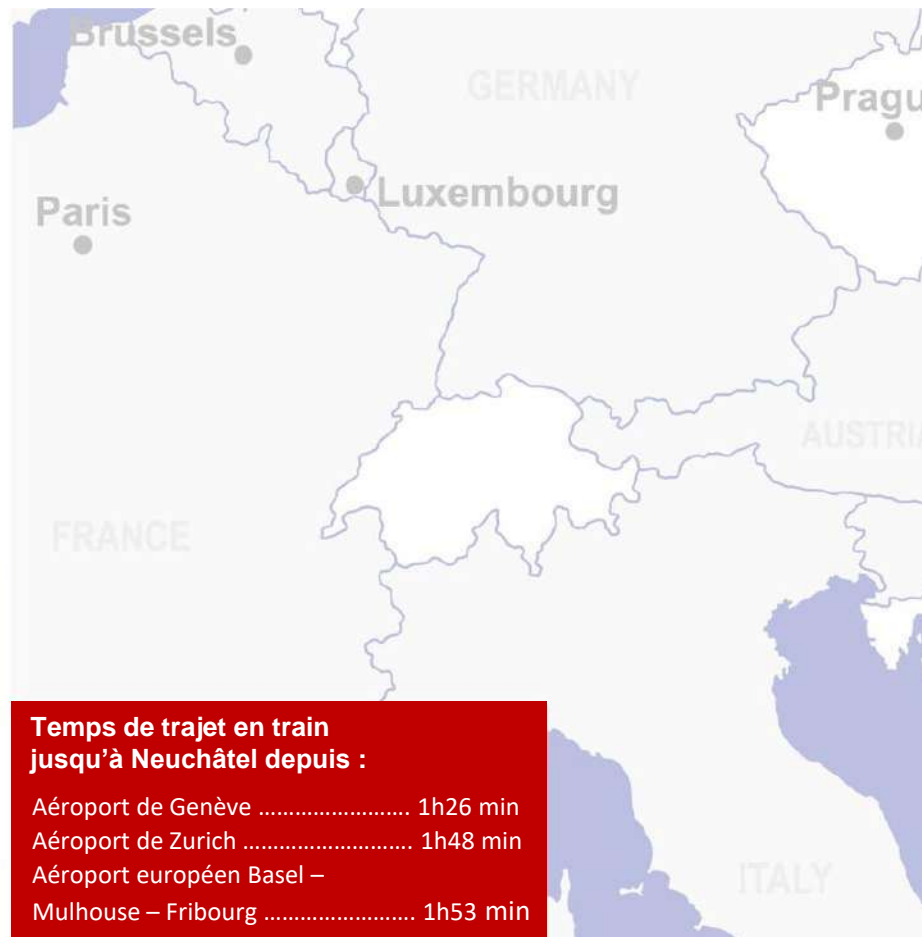 Brussels
GERMANY
Pragu
Luxembourg
Paris
AUSTRIA
FRANCE
Temps de trajet en train
jusqu’à Neuchâtel depuis :
Aéroport de Genève ……………………. 1h26 min
Aéroport de Zurich ………………………. 1h48 min
Aéroport européen Basel –
Mulhouse – Fribourg ……………………. 1h53 min
ITALY